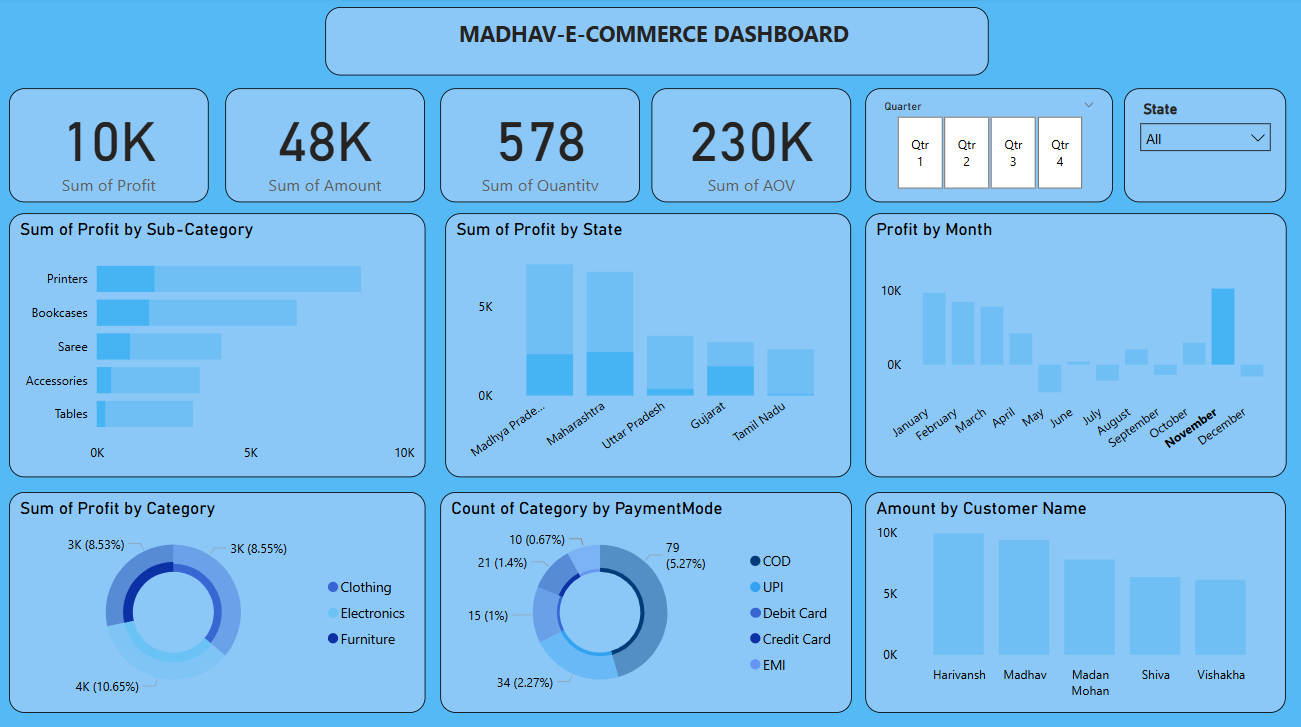 MADHAV-E-COMMERCE DASHBOARD
10K
Sum of Profit
48K
Sum of Amount
578
Sum of Quantity
230K
Sum of AOV
Quarter
Qtr
1
Qtr
2
Qtr
3
Qtr
4
State
All
Sum of Profit by Sub-Category
Printers
Bookcases
Saree
Accessories
Tables
0K
5K
10K
Sum of Profit by State
5K
0K
Madhya Prade...
Maharashtra
Uttar Pradesh
Gujarat
Tamil Nadu
Profit by Month
10K
0K
January
February
March
April
May
June
July
August
September
October
November
December
Sum of Profit by Category
3K (8.53%)
3K (8.55%)
4K (10.65%)
Clothing
Electronics
Furniture
Count of Category by PaymentMode
10 (0.67%)
79
(5.27%)
21 (1.4%)
15 (1%)
34 (2.27%)
COD
UPI
Debit Card
Credit Card
EMI
Amount by Customer Name
10K
5K
0K
Harivansh
Madhav
Madan
Mohan
Shiva
Vishakha